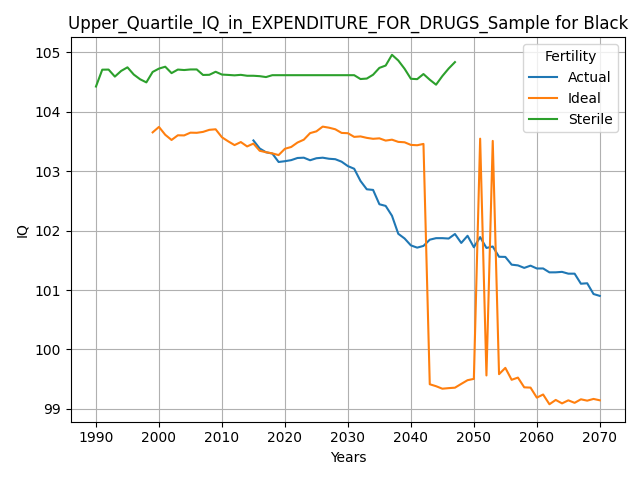 Upper_Quartile_IQ_in_EXPENDITURE_FOR_DRUGS_Sample for Black
105
104
103
102
101
100
99
IQ
Fertility
Actual
Ideal
Sterile
1990 2000 2010 2020 2030 2040 2050 2060 2070
Years